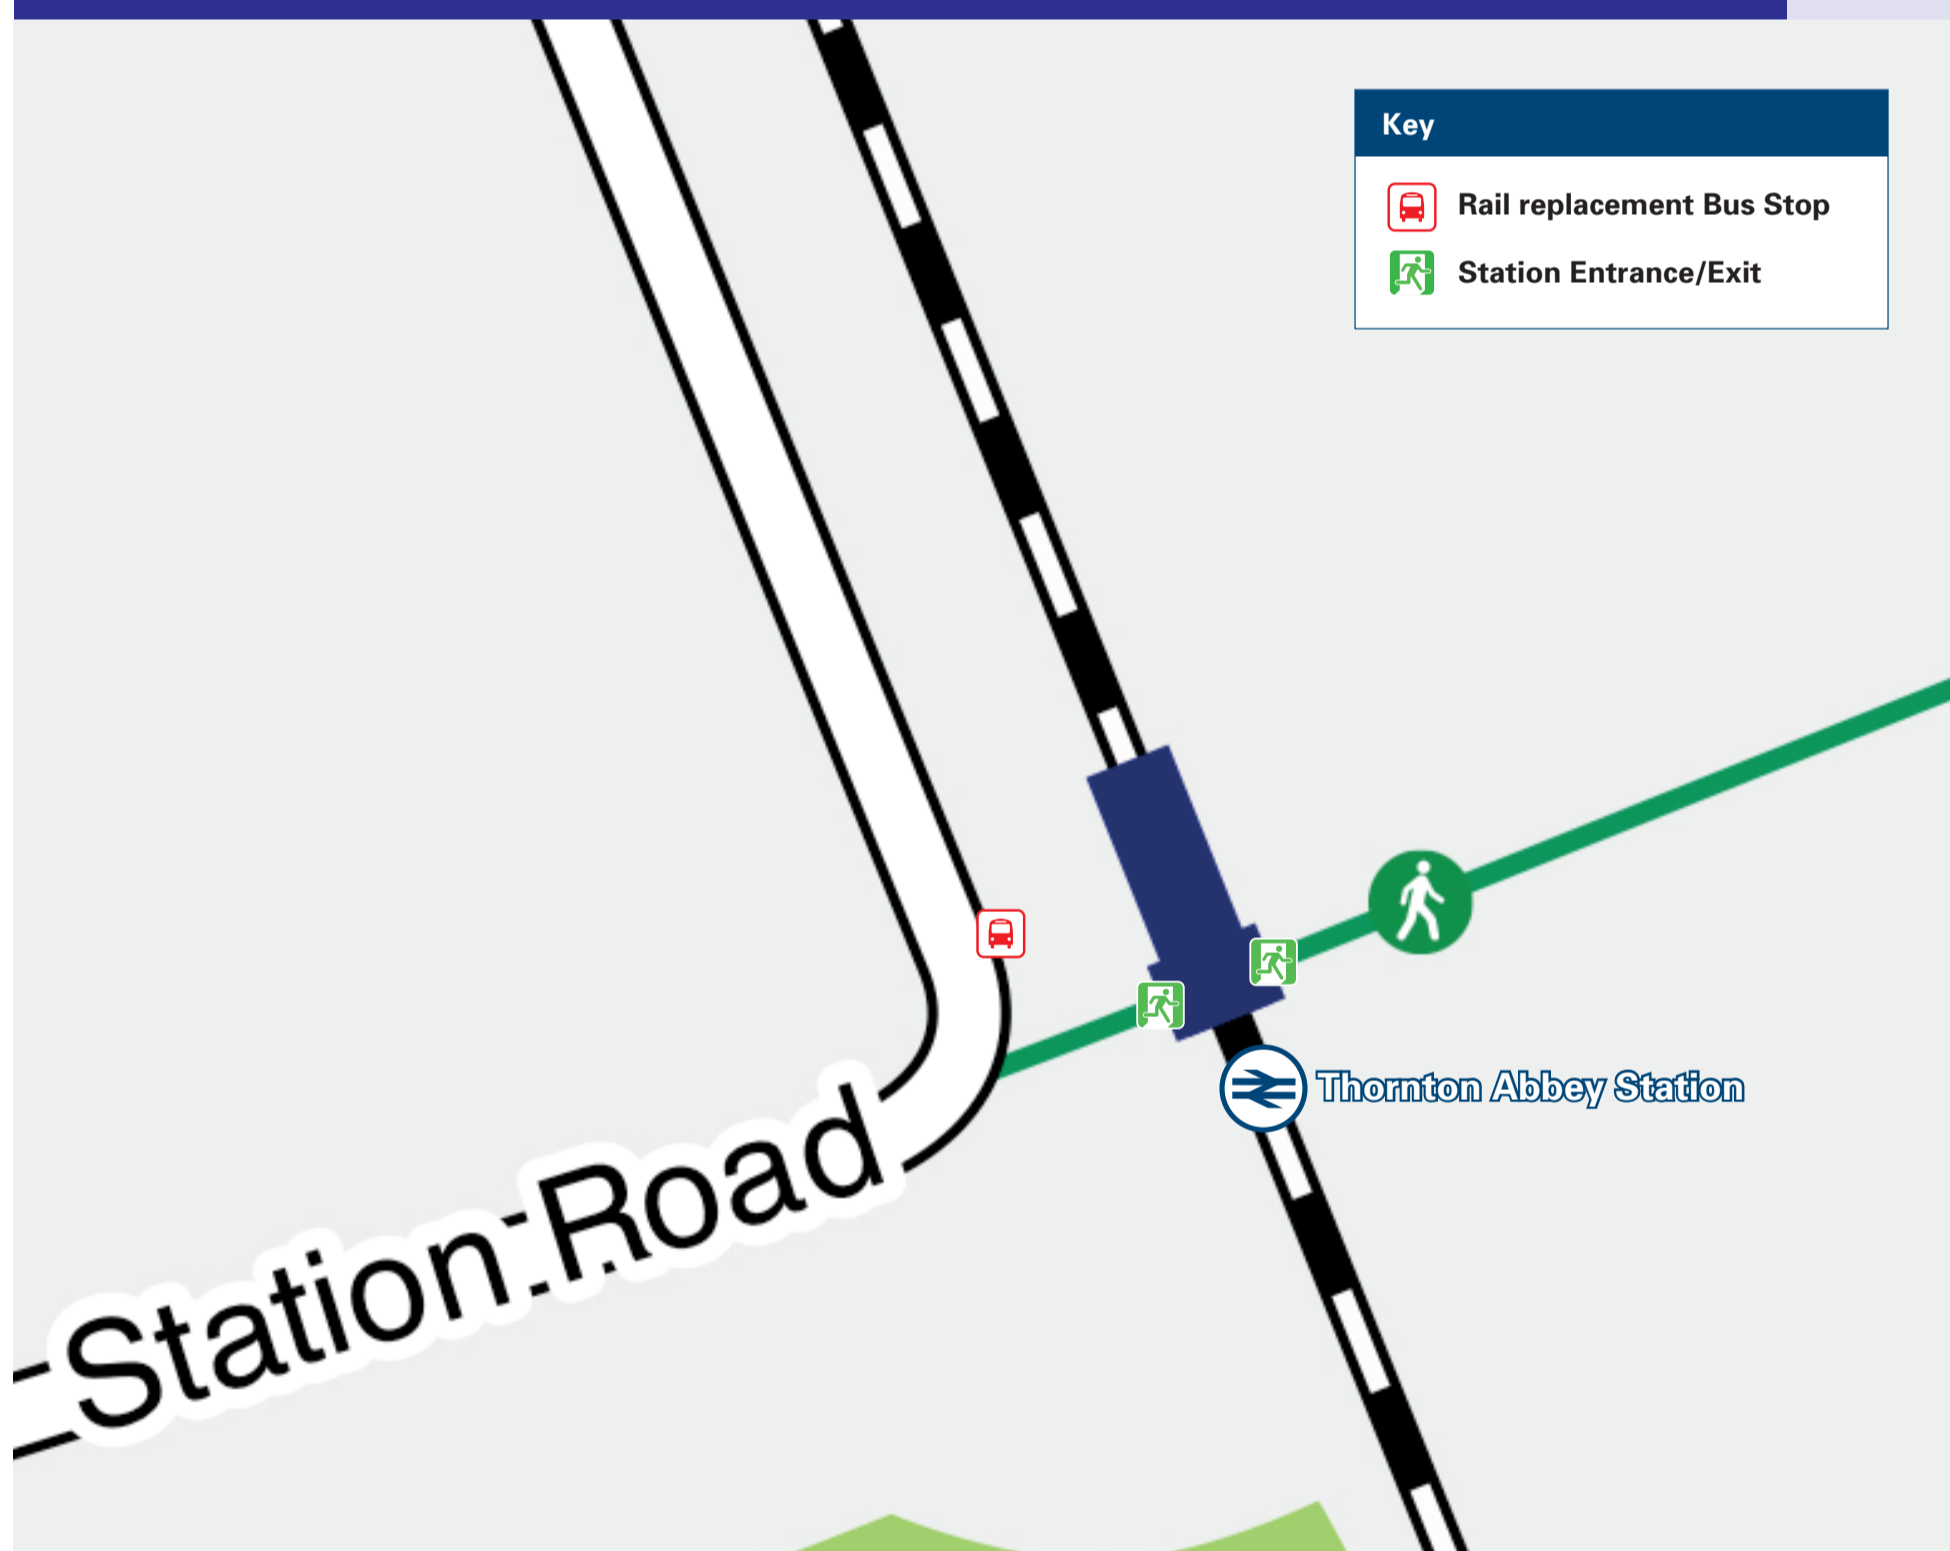 Key
Rail replacement Bus Stop
Station Entrance/Exit
Thornton Abbey Station
Station Road